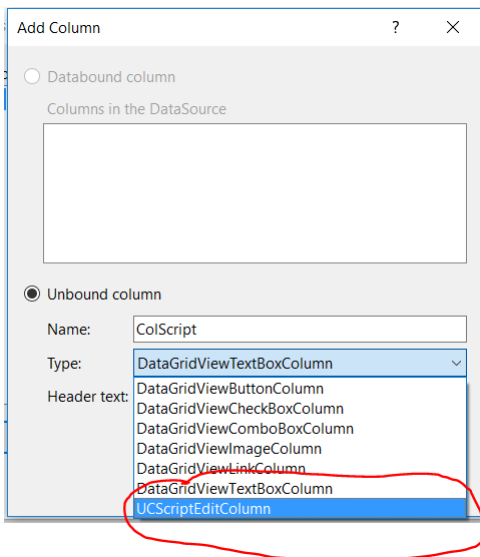 Add Column
?
Databound column
Columns in the DataSource
Unbound column
Name: ColScript
Type: DataGridViewTextBoxColumn
Header text:
DataGridViewButtonColumn
DataGridViewCheckBoxColumn
DataGridViewComboBoxColumn
DataGridViewImageColumn
DataGridViewLinkColumn
DataGridViewTextBoxColumn
UCScriptEditColumn